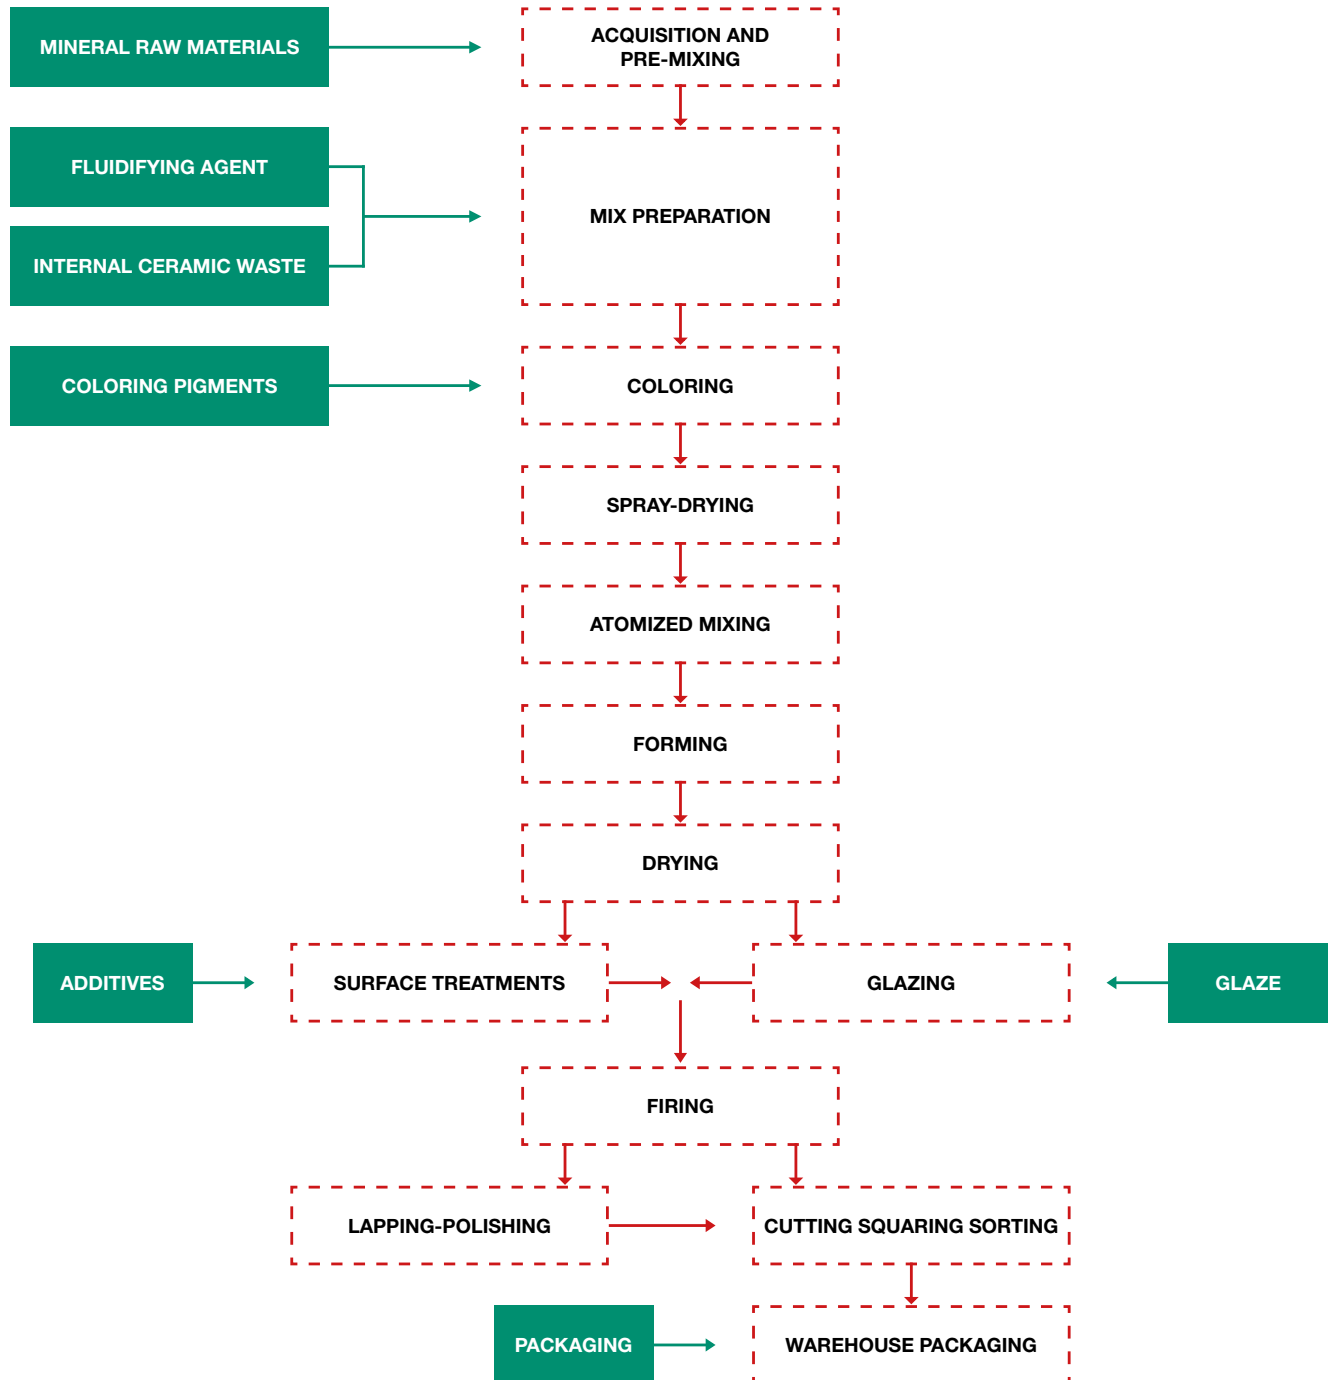 MINERAL RAW MATERIALS
ACQUISITION AND
PRE-MIXING
FLUIDIFYING AGENT
MIX PREPARATION
INTERNAL CERAMIC WASTE
COLORING PIGMENTS
COLORING
SPRAY-DRYING
ATOMIZED MIXING
FORMING
DRYING
ADDITIVES
SURFACE TREATMENTS
GLAZING
GLAZE
FIRING
LAPPING-POLISHING
CUTTING SQUARING SORTING
PACKAGING
WAREHOUSE PACKAGING